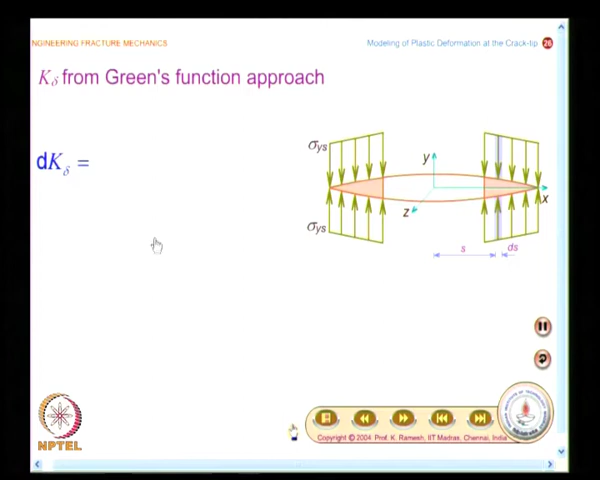 NGINEERING FRACTURE MECHANICS
Modeling of Plastic Deformation at the Crack-tip 26
Kδ from Green's function approach
dKδ =
σys
y
x
z
σys
s
ds
NPTEL
Copyright © 2004: Prof. K. Ramesh, IIT Madras, Chennai, India